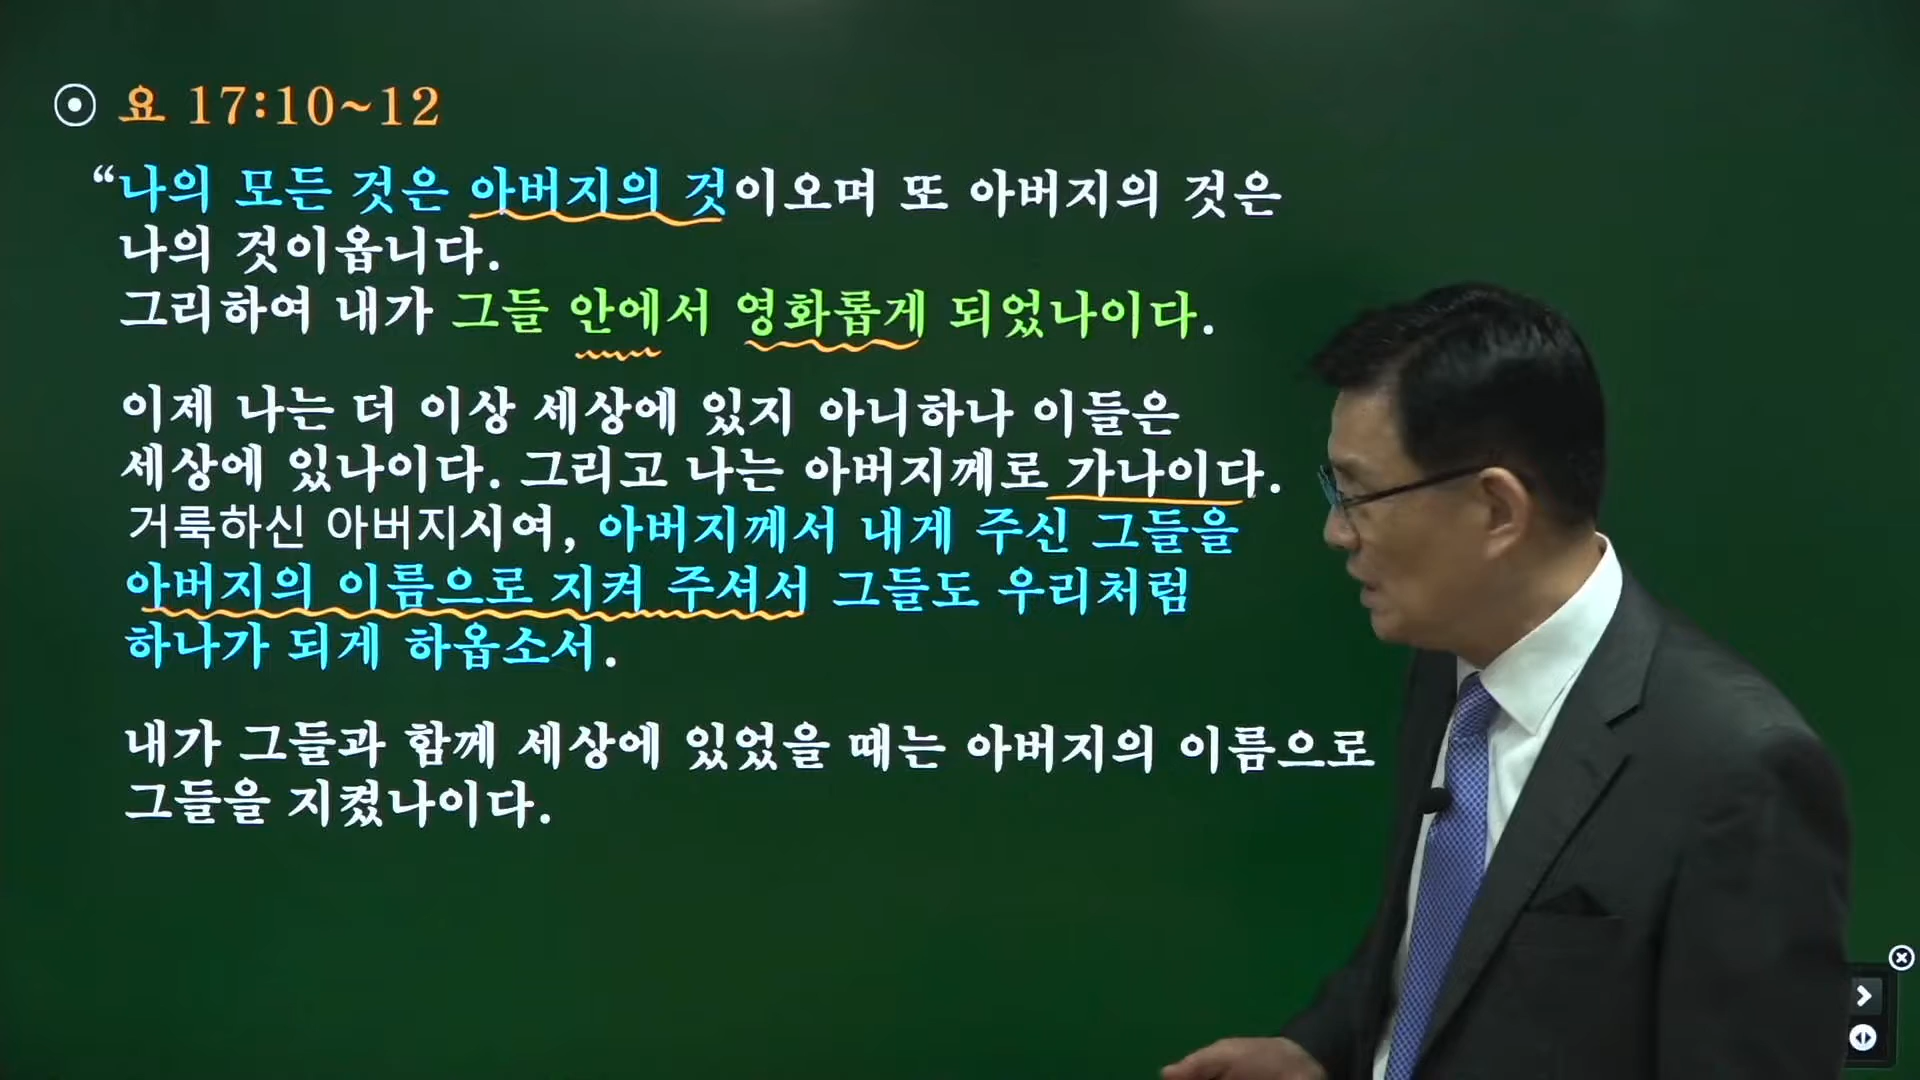 ⊙ 요 17:10~12
“나의 모든 것은 아버지의 것이오며 또 아버지의 것은
나의 것이옵니다.
그리하여 내가 그들 안에서 영화롭게 되었나이다.
이제 나는 더 이상 세상에 있지 아니하나 이들은
세상에 있나이다. 그리고 나는 아버지께로 가나이다.
거룩하신 아버지시여, 아버지께서 내게 주신 그들을
아버지의 이름으로 지켜 주셔서 그들도 우리처럼
하나가 되게 하옵소서.
내가 그들과 함께 세상에 있었을 때는 아버지의 이름으로
그들을 지켰나이다.